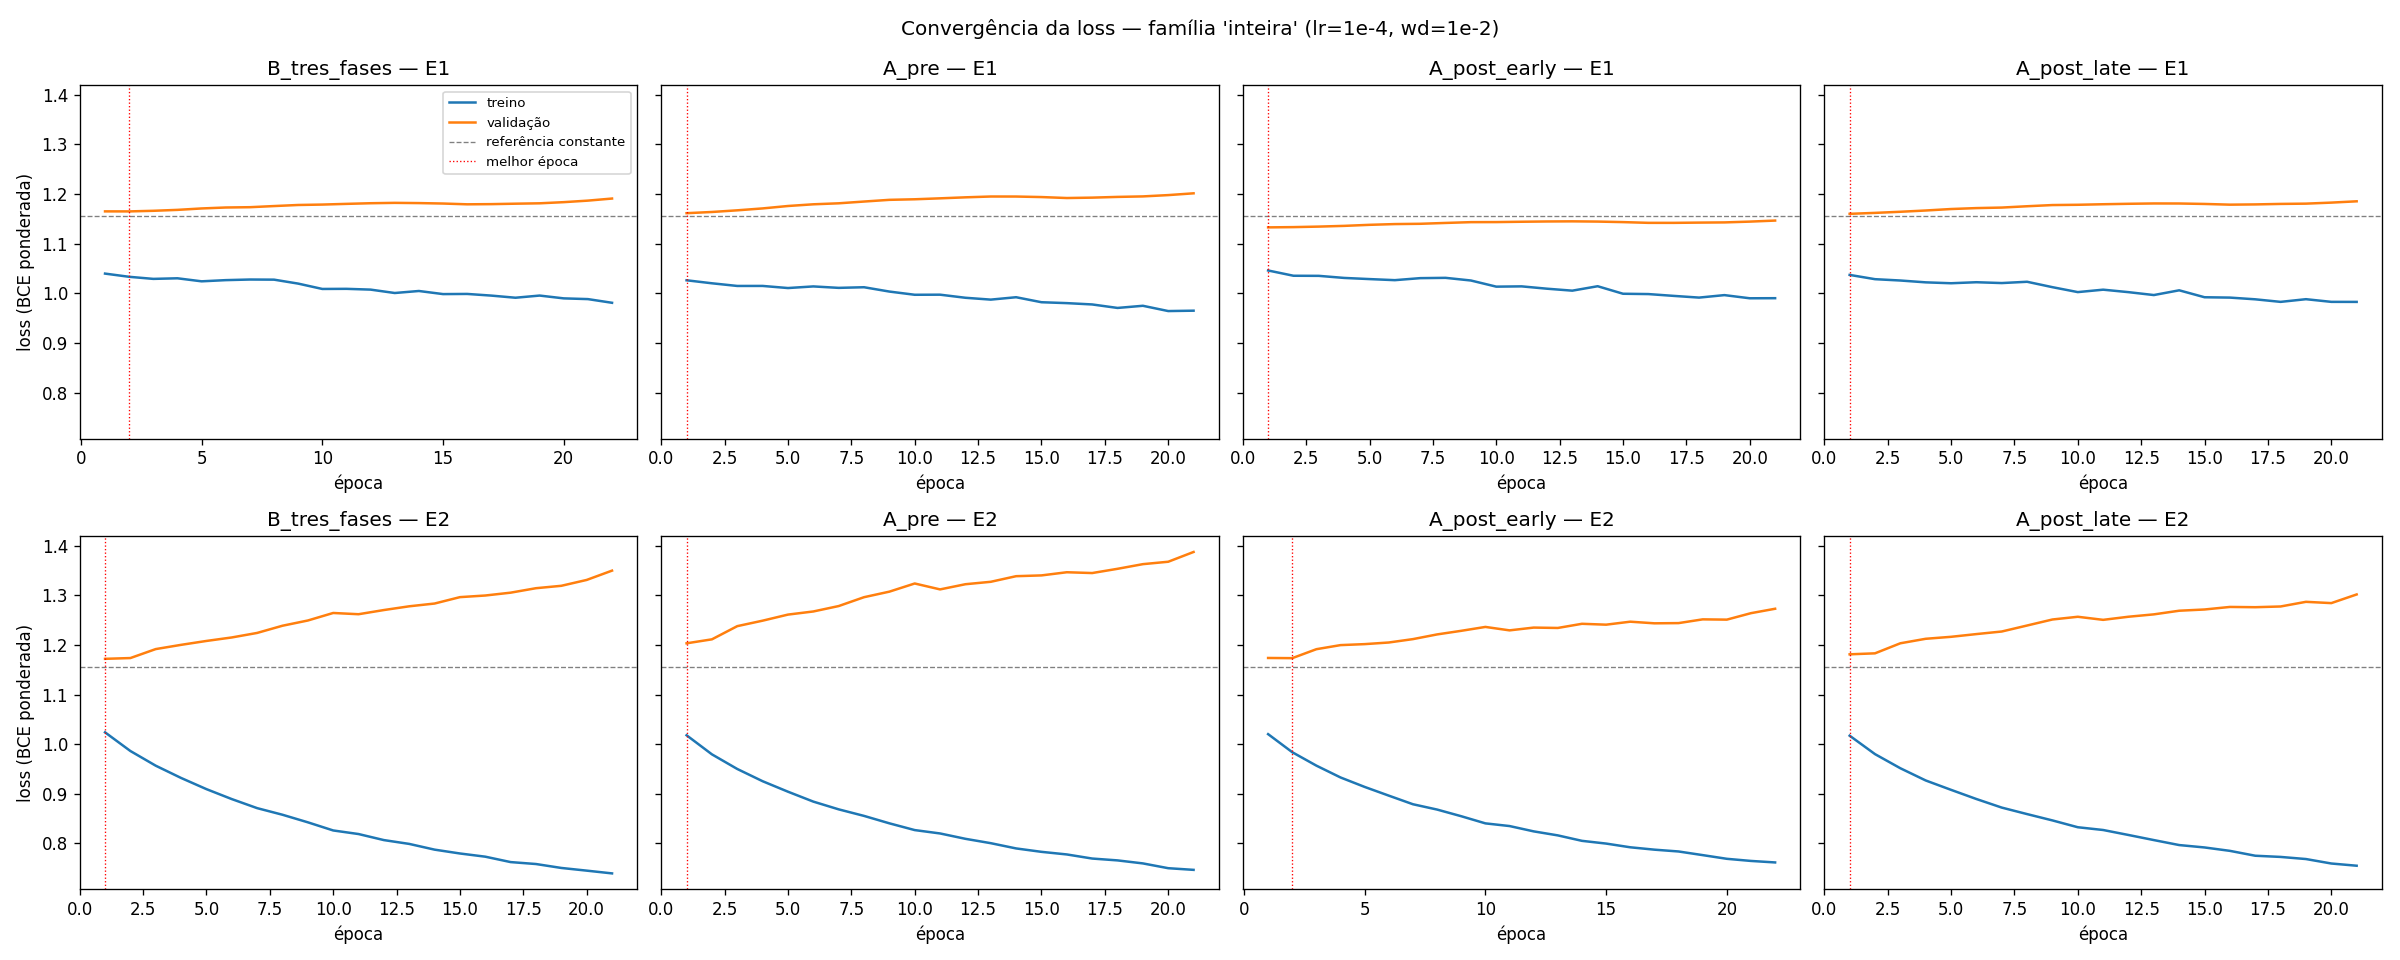 Convergência da loss — família 'inteira' (lr=1e-4, wd=1e-2)
B_tres_fases — E1
A_pre — E1
A_post_early — E1
A_post_late — E1
loss (BCE ponderada)
1.4
1.3
1.2
1.1
1.0
0.9
0.8
treino
validação
referência constante
melhor época
0 5 10 15 20
0.0 2.5 5.0 7.5 10.0 12.5 15.0 17.5 20.0
0.0 2.5 5.0 7.5 10.0 12.5 15.0 17.5 20.0
0.0 2.5 5.0 7.5 10.0 12.5 15.0 17.5 20.0
época
época
época
época
B_tres_fases — E2
A_pre — E2
A_post_early — E2
A_post_late — E2
loss (BCE ponderada)
1.4
1.3
1.2
1.1
1.0
0.9
0.8
0.0 2.5 5.0 7.5 10.0 12.5 15.0 17.5 20.0
0.0 2.5 5.0 7.5 10.0 12.5 15.0 17.5 20.0
0 5 10 15 20
0.0 2.5 5.0 7.5 10.0 12.5 15.0 17.5 20.0
época
época
época
época